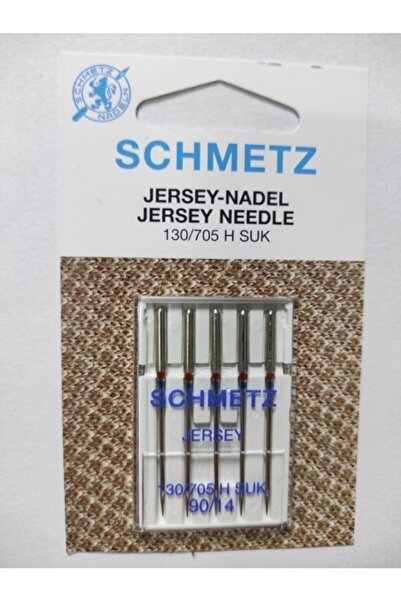 SCHMETZ
NADELN
SCHMETZ
JERSEY-NADEL
JERSEY NEEDLE
130/705 H SUK
SCHMETZ
JERSEY
130/705 H SUK
90/14